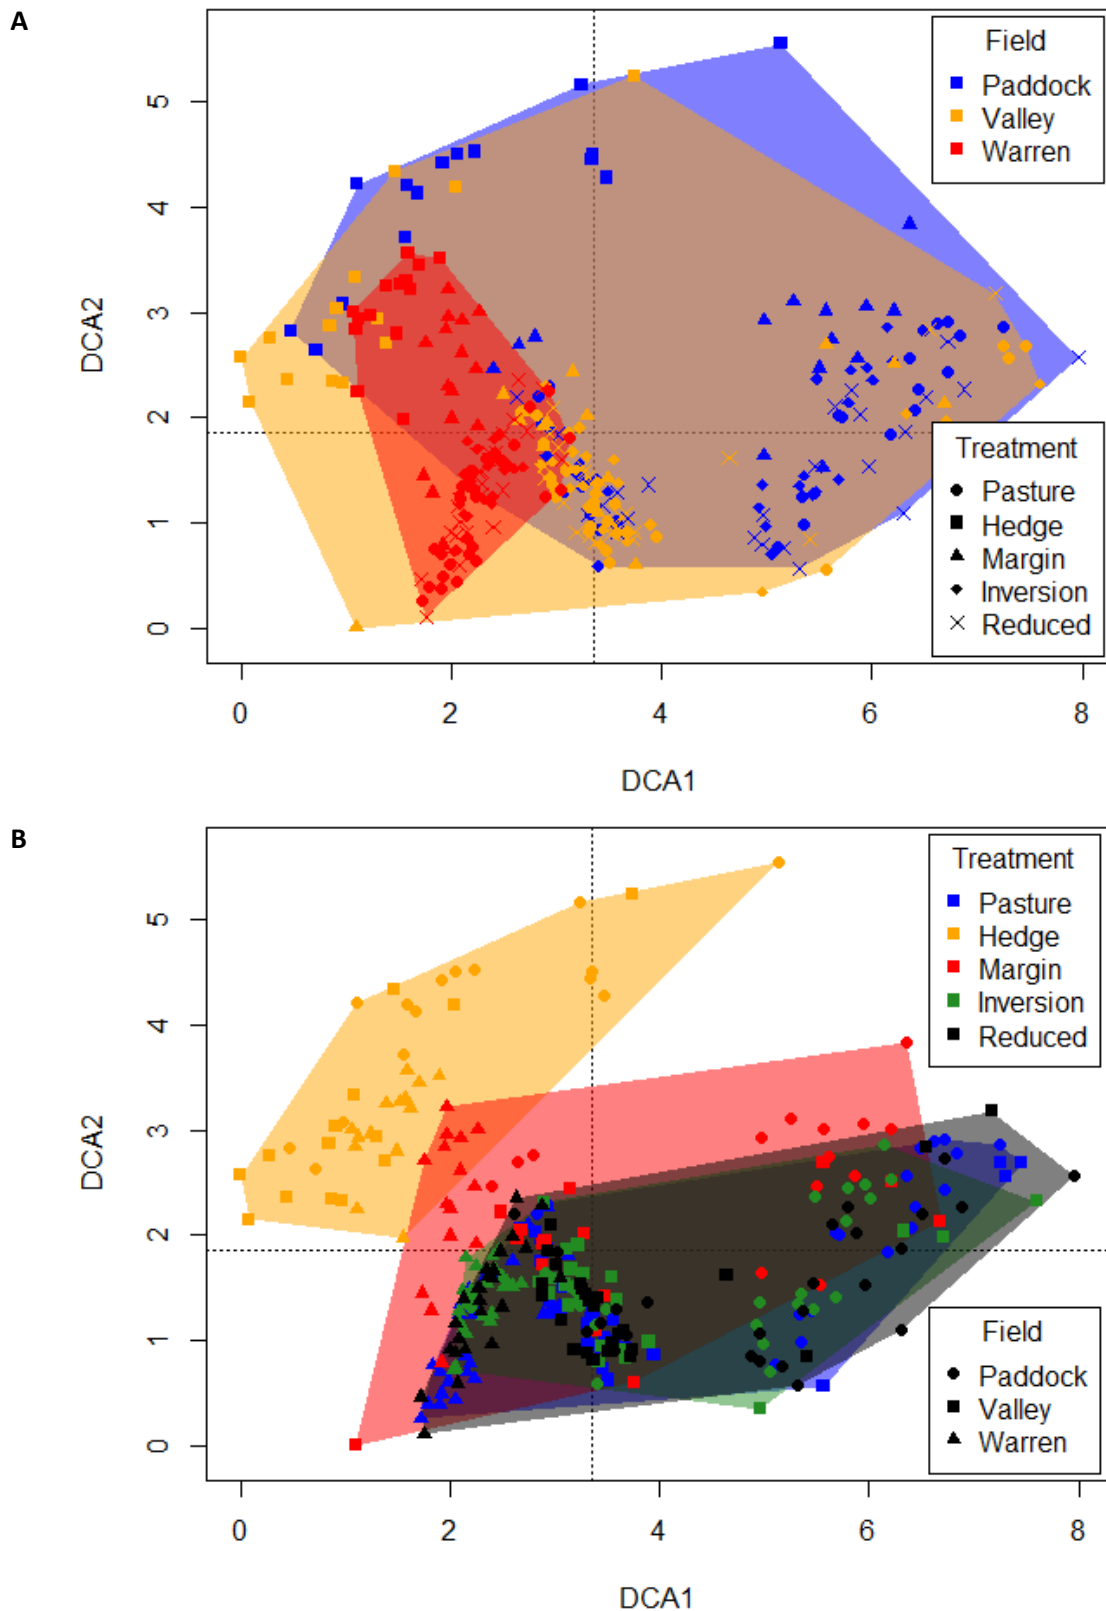 A
Field
Paddock
Valley
Warren
Treatment
Pasture
Hedge
Margin
Inversion
Reduced
5
4
3
2
1
0
DCA2
0 2 4 6 8
DCA1
B
Treatment
Pasture
Hedge
Margin
Inversion
Reduced
Field
Paddock
Valley
Warren
5
4
3
2
1
0
DCA2
0 2 4 6 8
DCA1